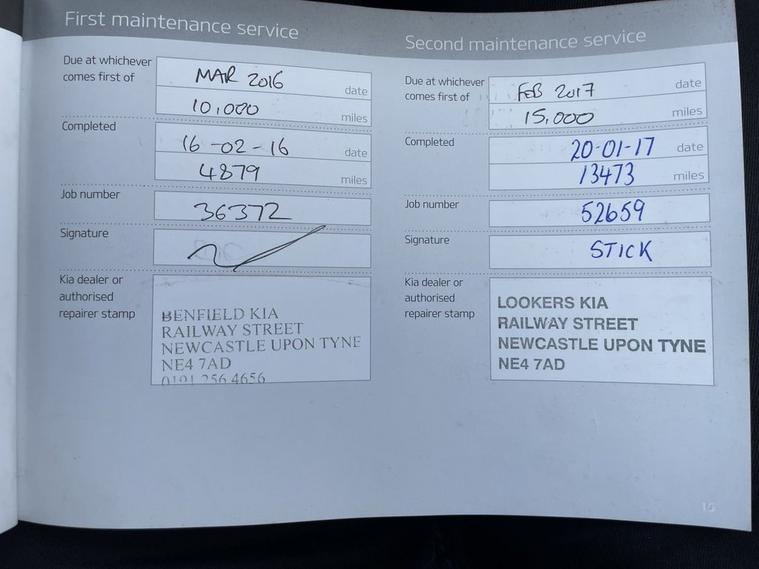 First maintenance service
Due at whichever
comes first of
MAR 2016
date
10,000
miles
Completed
16-02-16
date
4879
miles
Job number
36372
Signature
Kia dealer or
authorised
repairer stamp
BENFIELD KIA
RAILWAY STREET
NEWCASTLE UPON TYNE
NE4 7AD
0191 256 4656
Second maintenance service
Due at whichever
comes first of
FEB 2017
date
15,000
miles
Completed
20-01-17
date
13473
miles
Job number
52659
Signature
STICK
Kia dealer or
authorised
repairer stamp
LOOKERS KIA
RAILWAY STREET
NEWCASTLE UPON TYNE
NE4 7AD
15